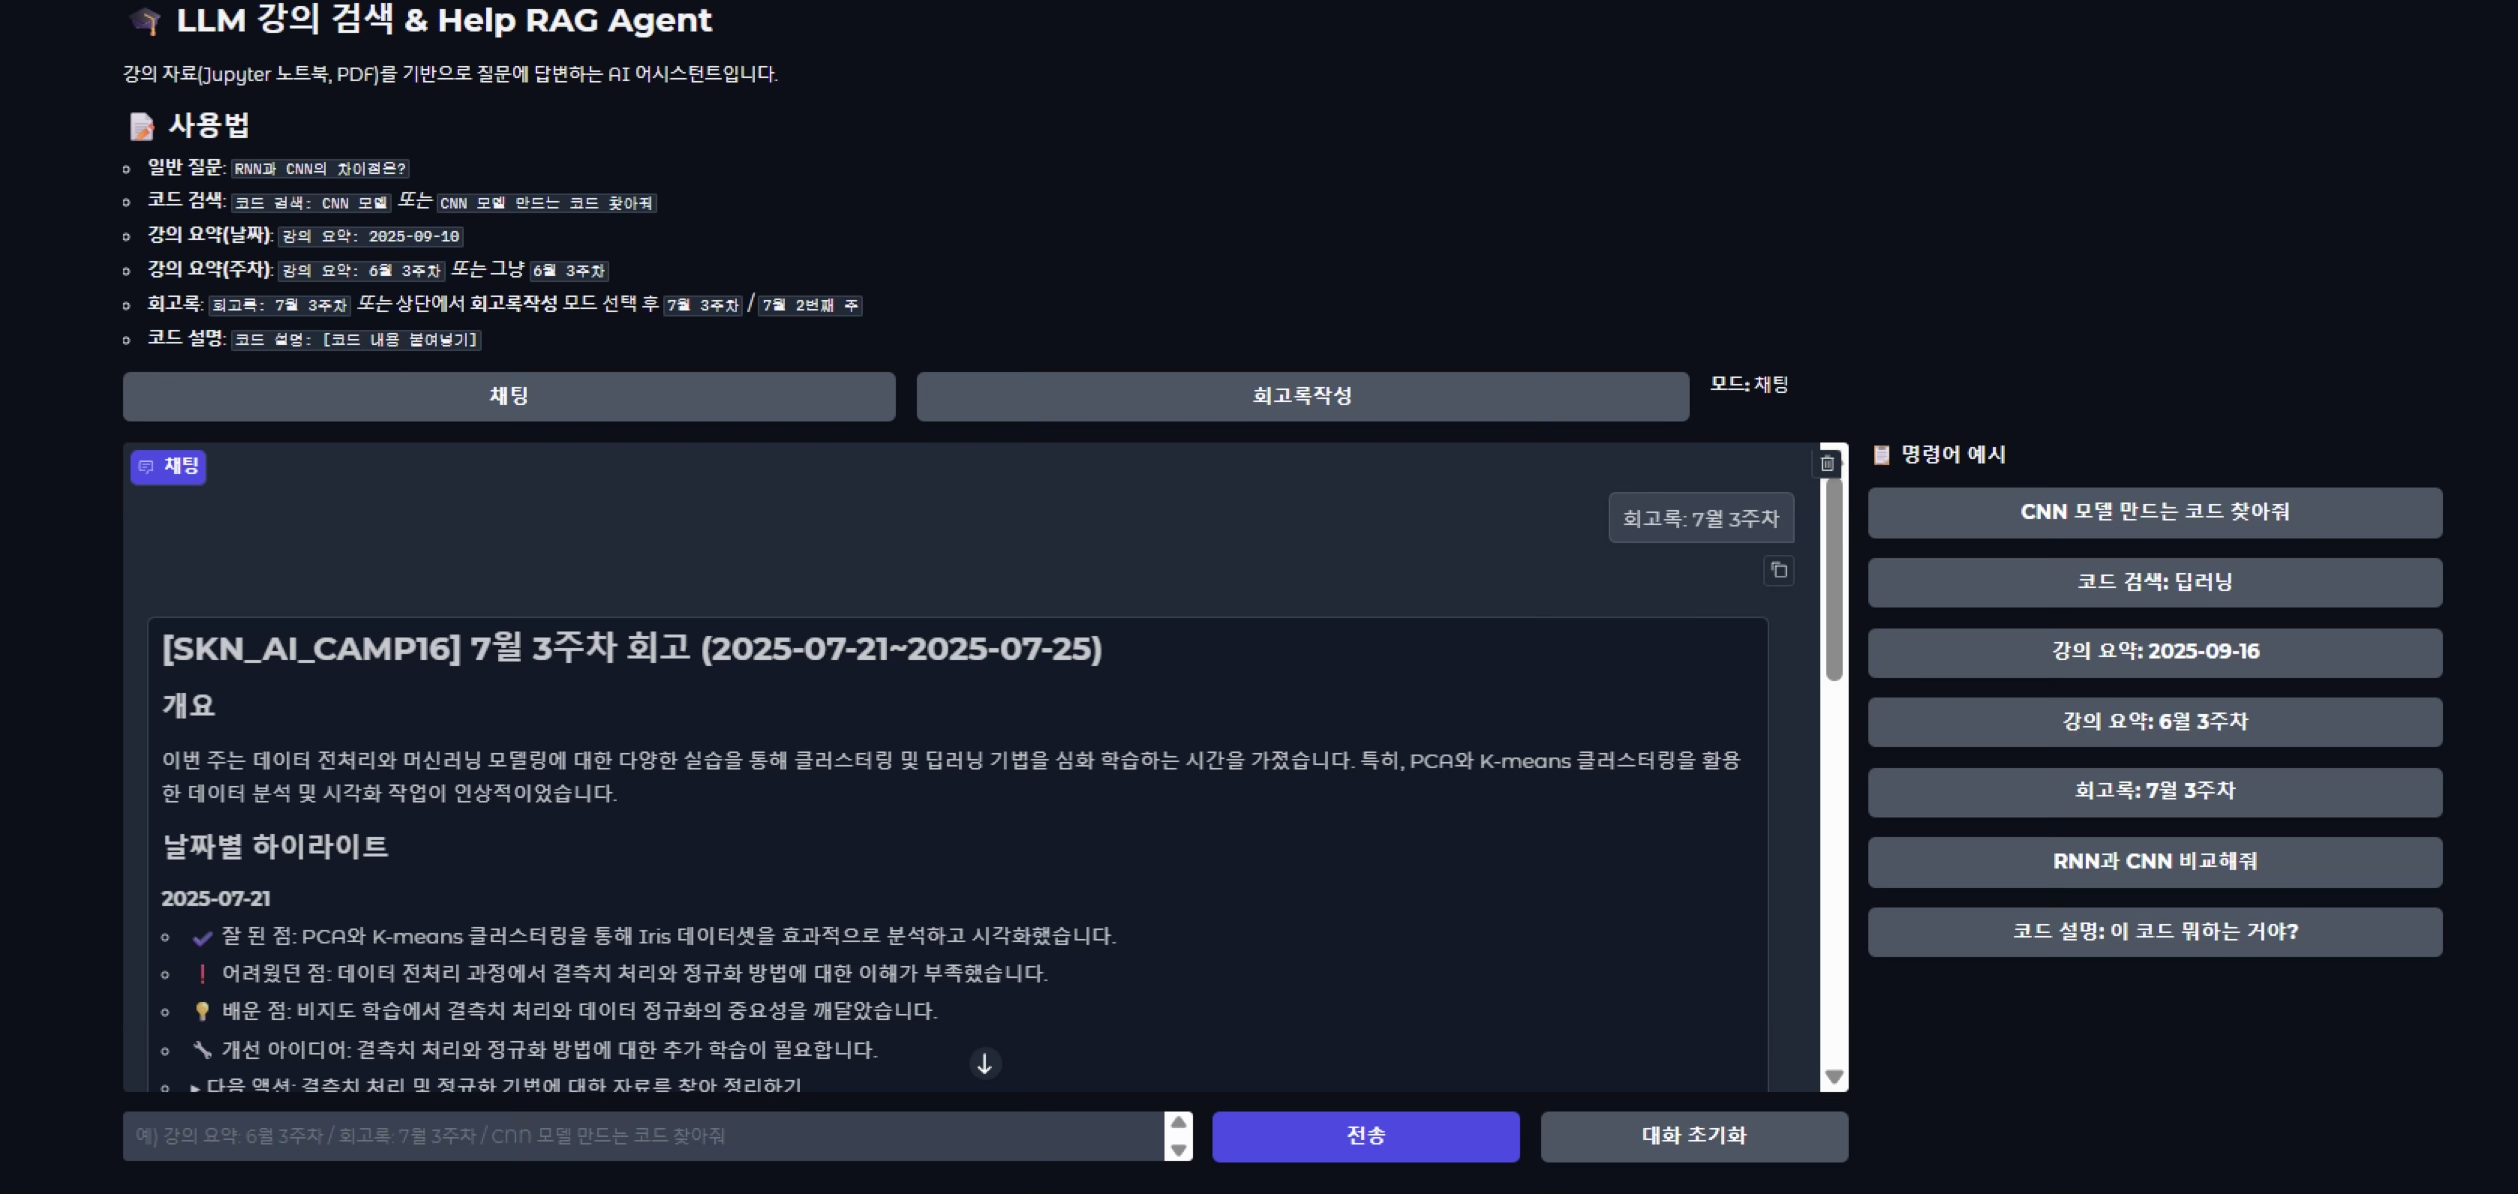 LLM 강의 검색 & Help RAG Agent
강의 자료(Jupyter 노트북, PDF)를 기반으로 질문에 답변하는 AI 어시스턴트입니다.
사용법
일반 질문: RNN과 CNN의 차이점은?
코드 검색: 코드 검색: CNN 모델 또는 CNN 모델 만드는 코드 찾아줘
강의 요약(날짜): 강의 요약: 2025-09-10
강의 요약(주차): 강의 요약: 6월 3주차 또는 그냥 6월 3주차
회고록: 회고록: 7월 3주차 또는 상단에서 회고록작성 모드 선택 후 7월 3주차 / 7월 2번째 주
코드 설명: 코드 설명: [코드 내용 붙여넣기]
채팅
회고록작성
모드: 채팅
채팅
회고록: 7월 3주차
[SKN_AI_CAMP16] 7월 3주차 회고 (2025-07-21~2025-07-25)
개요
이번 주는 데이터 전처리와 머신러닝 모델링에 대한 다양한 실습을 통해 클러스터링 및 딥러닝 기법을 심화 학습하는 시간을 가졌습니다. 특히, PCA와 K-means 클러스터링을 활용
한 데이터 분석 및 시각화 작업이 인상적이었습니다.
날짜별 하이라이트
2025-07-21
잘 된 점: PCA와 K-means 클러스터링을 통해 Iris 데이터셋을 효과적으로 분석하고 시각화했습니다.
어려웠던 점: 데이터 전처리 과정에서 결측치 처리와 정규화 방법에 대한 이해가 부족했습니다.
배운 점: 비지도 학습에서 결측치 처리와 데이터 정규화의 중요성을 깨달았습니다.
개선 아이디어: 결측치 처리와 정규화 방법에 대한 추가 학습이 필요합니다.
다음 액션: 결측치 처리 및 정규화 기법에 대한 자료를 찾아 정리하기
예) 강의 요약: 6월 3주차 / 회고록: 7월 3주차 / CNN 모델 만드는 코드 찾아줘
전송
대화 초기화
명령어 예시
CNN 모델 만드는 코드 찾아줘
코드 검색: 딥러닝
강의 요약: 2025-09-16
강의 요약: 6월 3주차
회고록: 7월 3주차
RNN과 CNN 비교해줘
코드 설명: 이 코드 뭐하는 거야?